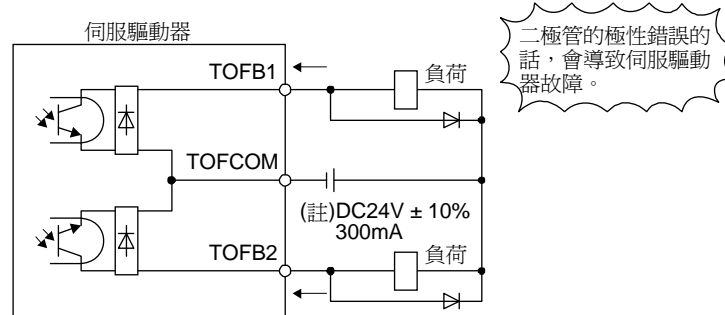 伺服驅動器
二極管的極性錯誤的
話，會導致伺服驅動
器故障。
TOFB1
負荷
TOFCOM
(註)DC24V ± 10%
300mA
TOFB2
負荷